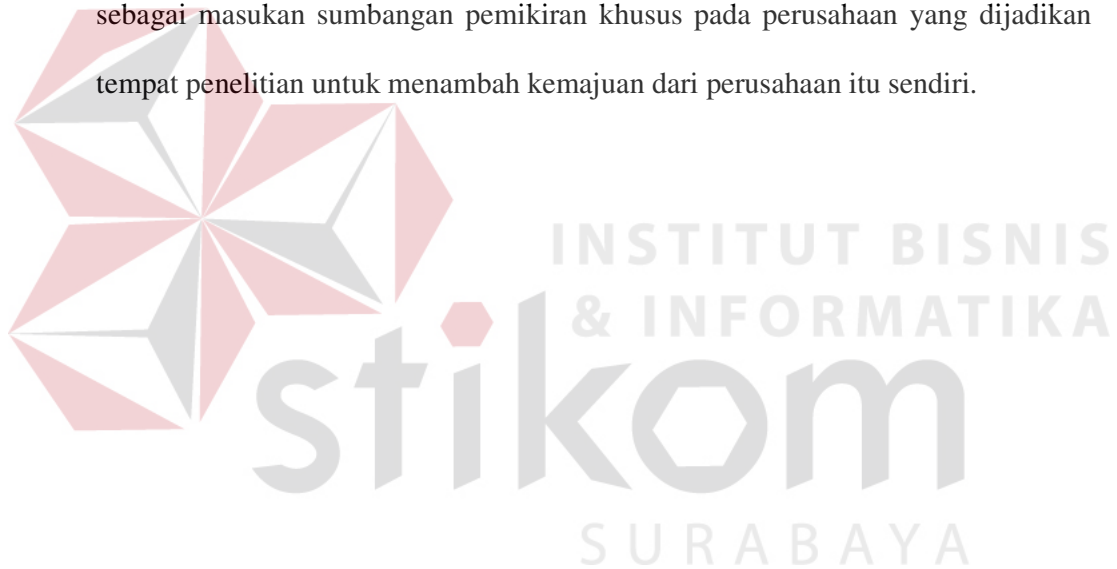 sebagai masukan sumbangan pemikiran khusus pada perusahaan yang dijadikan
tempat penelitian untuk menambah kemajuan dari perusahaan itu sendiri.
INSTITUT BISNIS
& INFORMATIKA
stikom
SURABAYA